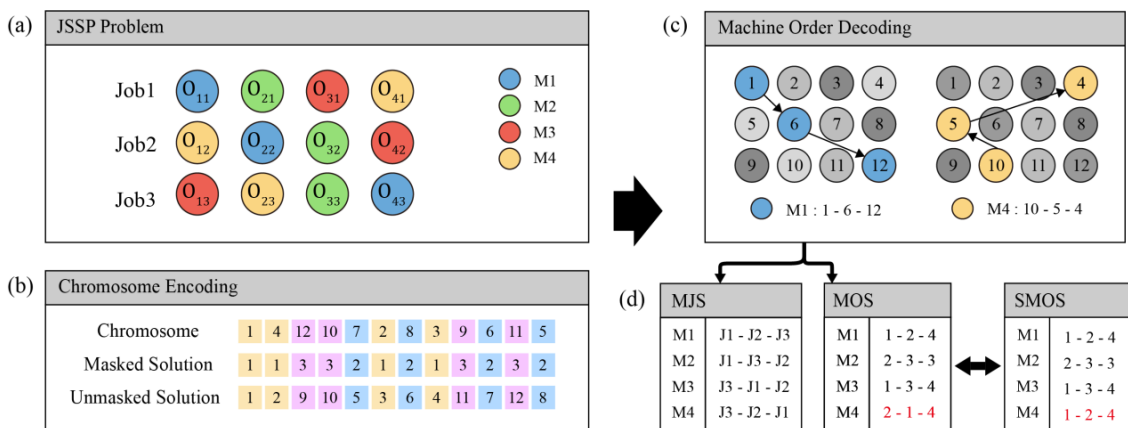 (a)
JSSP Problem
Job1 O11 O21 O31 O41
Job2 O12 O22 O32 O42
Job3 O13 O23 O33 O43
M1
M2
M3
M4
(b)
Chromosome Encoding
Chromosome 1 4 12 10 7 2 8 3 9 6 11 5
Masked Solution 1 1 3 3 2 1 2 1 3 2 3 2
Unmasked Solution 1 2 9 10 5 3 6 4 11 7 12 8
(c)
Machine Order Decoding
1 2 3 4
5 6 7 8
9 10 11 12
M1 : 1 - 6 - 12
1 2 3 4
5 6 7 8
9 10 11 12
M4 : 10 - 5 - 4
(d)
MJS
M1 J1 - J2 - J3
M2 J1 - J3 - J2
M3 J3 - J1 - J2
M4 J3 - J2 - J1
MOS
M1 1 - 2 - 4
M2 2 - 3 - 3
M3 1 - 3 - 4
M4 2 - 1 - 4
SMOS
M1 1 - 2 - 4
M2 2 - 3 - 3
M3 1 - 3 - 4
M4 1 - 2 - 4